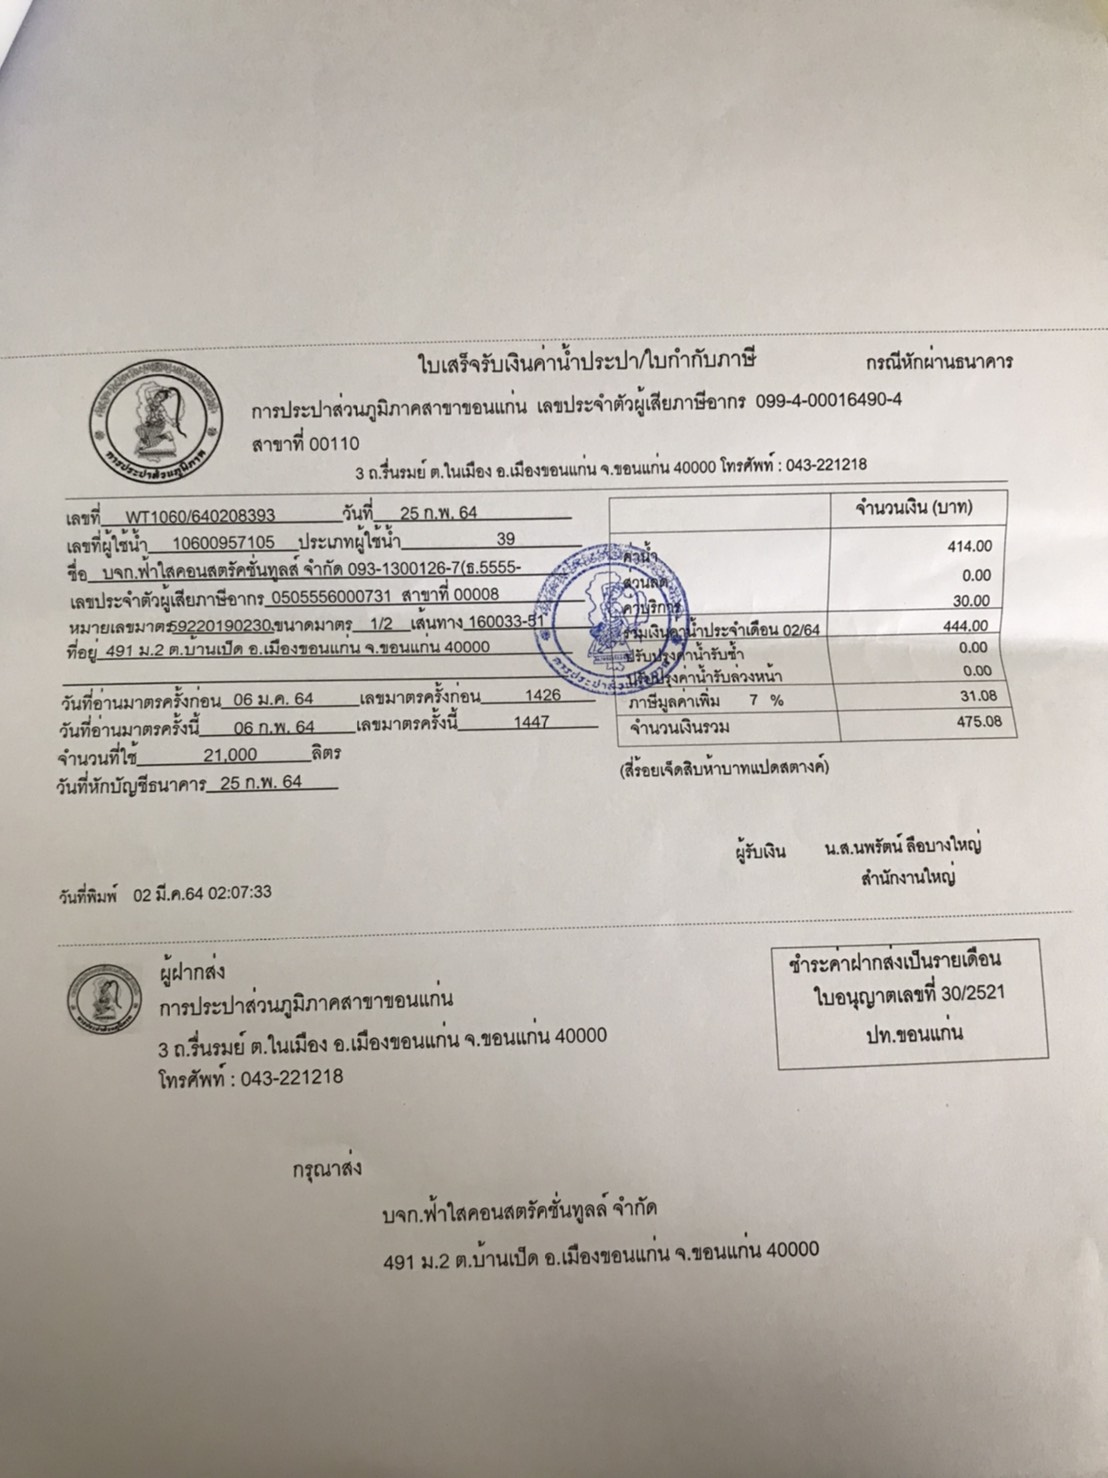 ใบเสร็จรับเงินค่าน้ำประปา/ใบกำกับภาษี กรณีหักผ่านธนาคาร
การประปาส่วนภูมิภาคสาขาขอนแก่น เลขประจำตัวผู้เสียภาษีอากร 099-4-00016490-4
สาขาที่ 00110
3 ถ.รื่นรมย์ ต.ในเมือง อ.เมืองขอนแก่น จ.ขอนแก่น 40000 โทรศัพท์ : 043-221218
การประปาส่วนภูมิภาค
เลขที่ WT1060/640208393 วันที่ 25 ก.พ. 64
เลขที่ผู้ใช้น้ำ 10600957105 ประเภทผู้ใช้น้ำ 39
ชื่อ บจก.ฟ้าใสคอนสตรัคชั่นทูลส์ จำกัด 093-1300126-7(ธ.5555-
เลขประจำตัวผู้เสียภาษีอากร 0505556000731 สาขาที่ 00008
หมายเลขมาตร 59220190230 ขนาดมาตร 1/2 เส้นทาง 160033-51
ที่อยู่ 491 ม.2 ต.บ้านเป็ด อ.เมืองขอนแก่น จ.ขอนแก่น 40000
วันที่อ่านมาตรครั้งก่อน 06 ม.ค. 64 เลขมาตรครั้งก่อน 1426
วันที่อ่านมาตรครั้งนี้ 06 ก.พ. 64 เลขมาตรครั้งนี้ 1447
จำนวนที่ใช้ 21,000 ลิตร
วันที่หักบัญชีธนาคาร 25 ก.พ. 64
จำนวนเงิน (บาท)
ค่าน้ำ 414.00
ส่วนลด 0.00
ค่าบริการ 30.00
รวมเงินค่าน้ำประจำเดือน 02/64 444.00
ปรับปรุงค่าน้ำรับซ้ำ 0.00
ปรับปรุงค่าน้ำรับล่วงหน้า 0.00
ภาษีมูลค่าเพิ่ม 7 % 31.08
จำนวนเงินรวม 475.08
(สี่ร้อยเจ็ดสิบห้าบาทแปดสตางค์)
ผู้รับเงิน น.ส.นพรัตน์ ลือบางใหญ่
สำนักงานใหญ่
วันที่พิมพ์ 02 มี.ค.64 02:07:33
ผู้ฝากส่ง
การประปาส่วนภูมิภาคสาขาขอนแก่น
3 ถ.รื่นรมย์ ต.ในเมือง อ.เมืองขอนแก่น จ.ขอนแก่น 40000
โทรศัพท์ : 043-221218
ชำระค่าฝากส่งเป็นรายเดือน
ใบอนุญาตเลขที่ 30/2521
ปท.ขอนแก่น
กรุณาส่ง
บจก.ฟ้าใสคอนสตรัคชั่นทูลส์ จำกัด
491 ม.2 ต.บ้านเป็ด อ.เมืองขอนแก่น จ.ขอนแก่น 40000